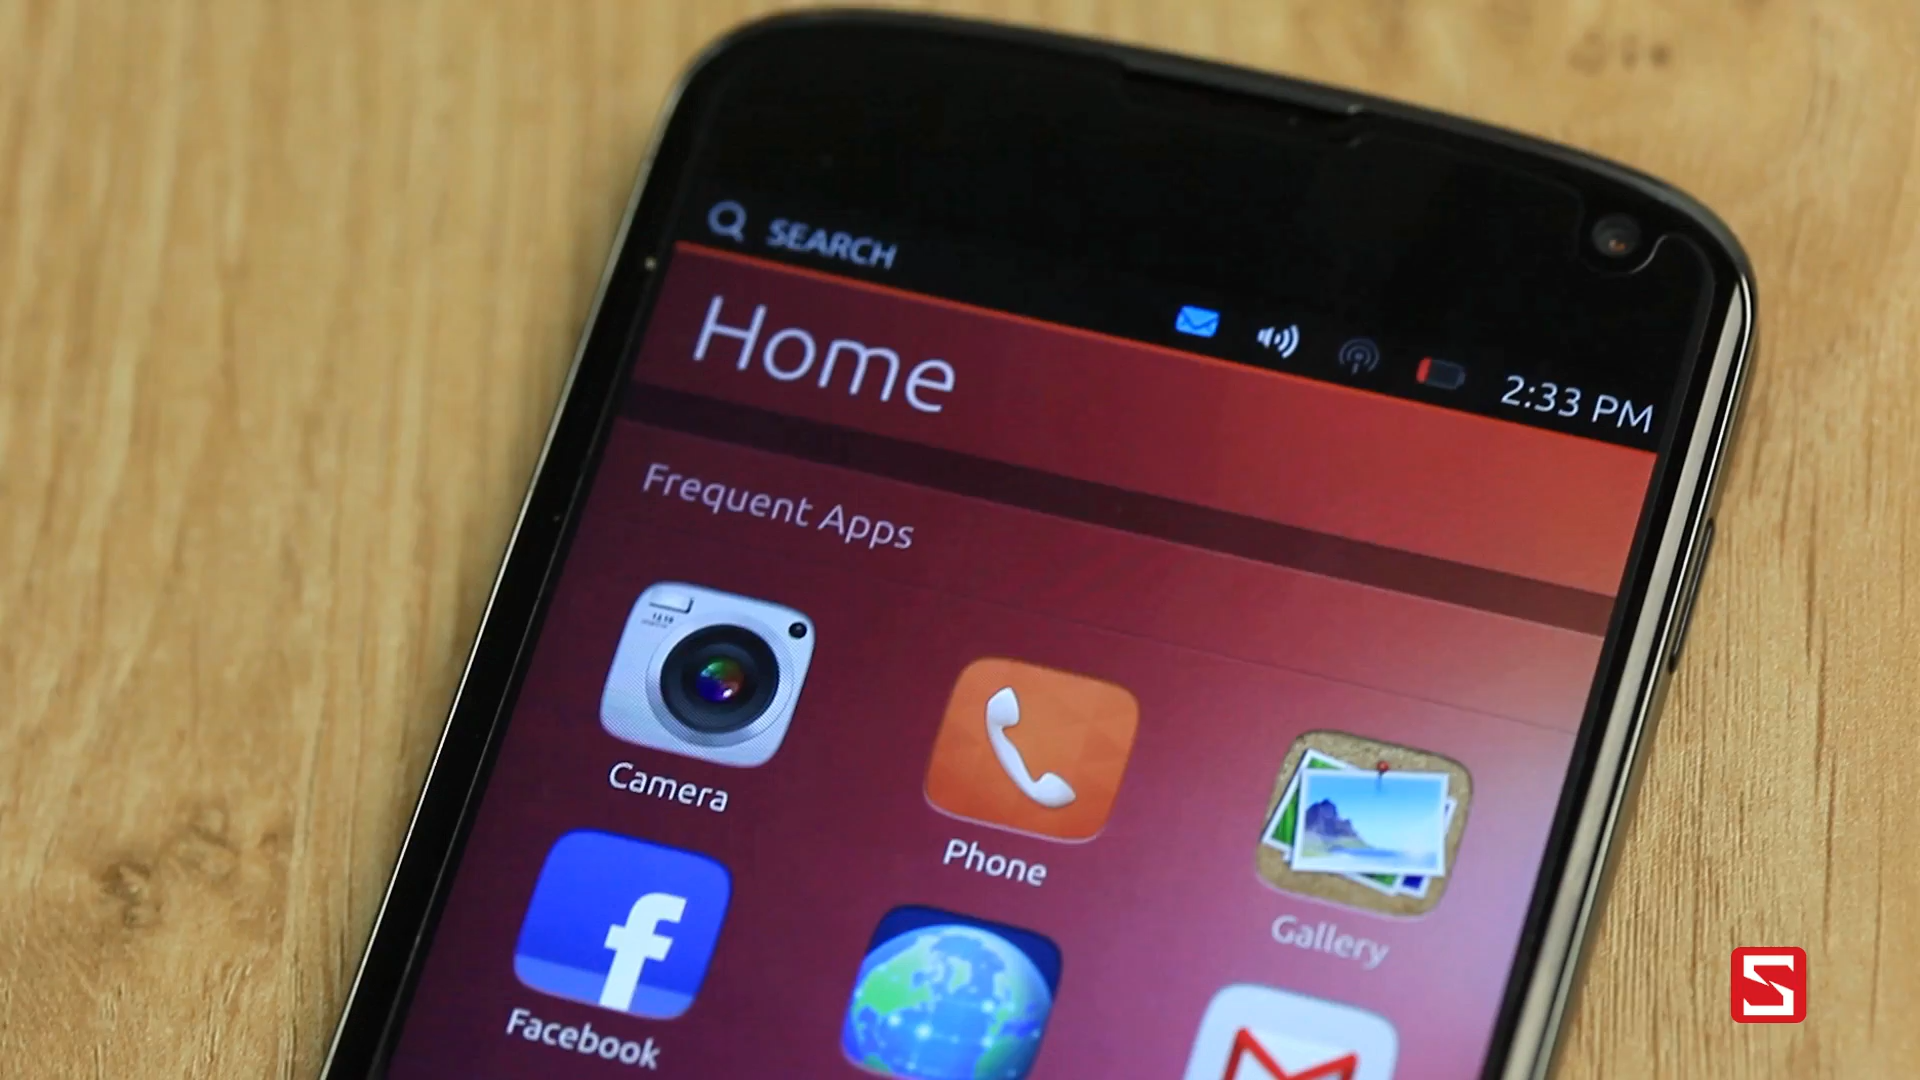 SEARCH
2:33 PM
Home
Frequent Apps
Camera
Phone
Gallery
Facebook